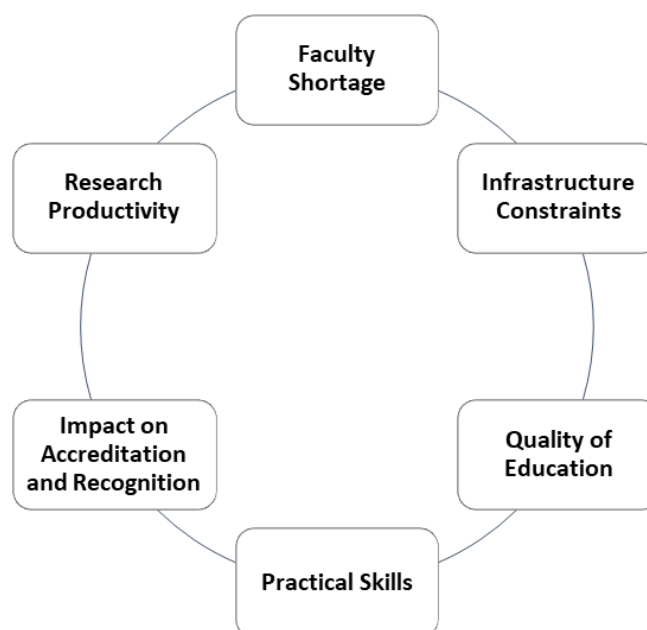 Faculty
Shortage
Infrastructure
Constraints
Quality of
Education
Practical Skills
Impact on
Accreditation
and Recognition
Research
Productivity